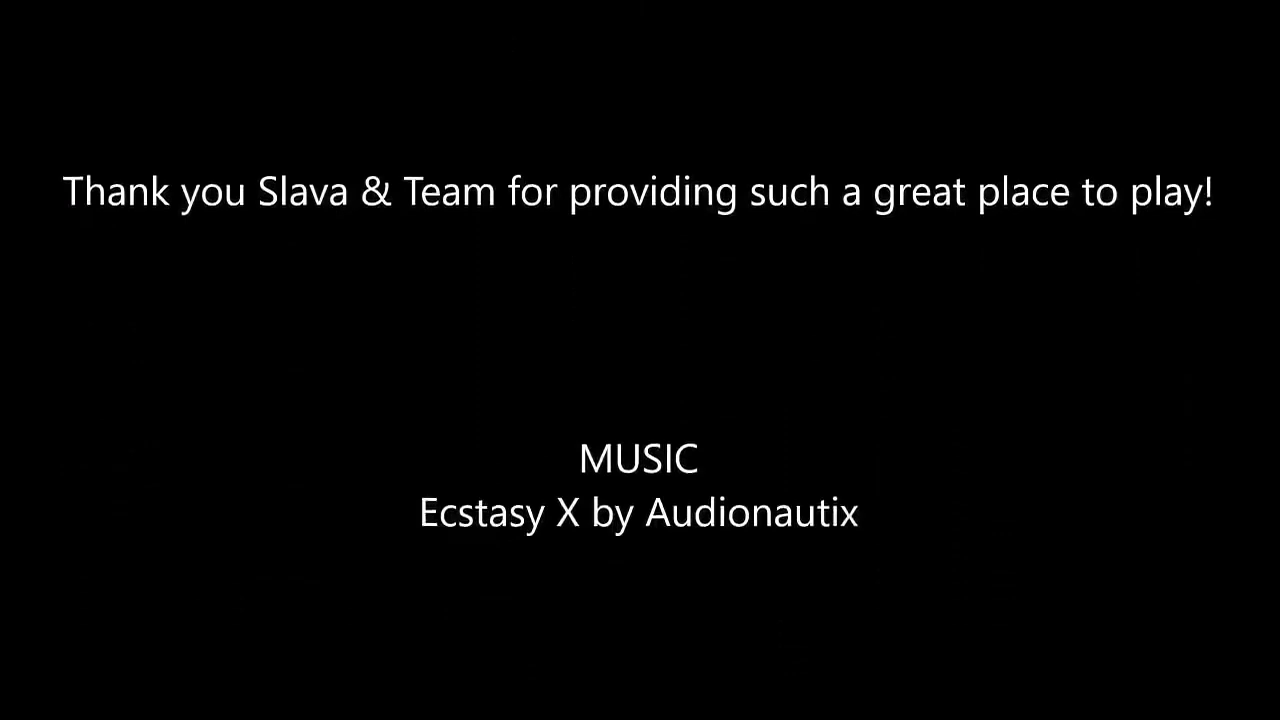 Thank you Slava & Team for providing such a great place to play!
MUSIC
Ecstasy X by Audionautix